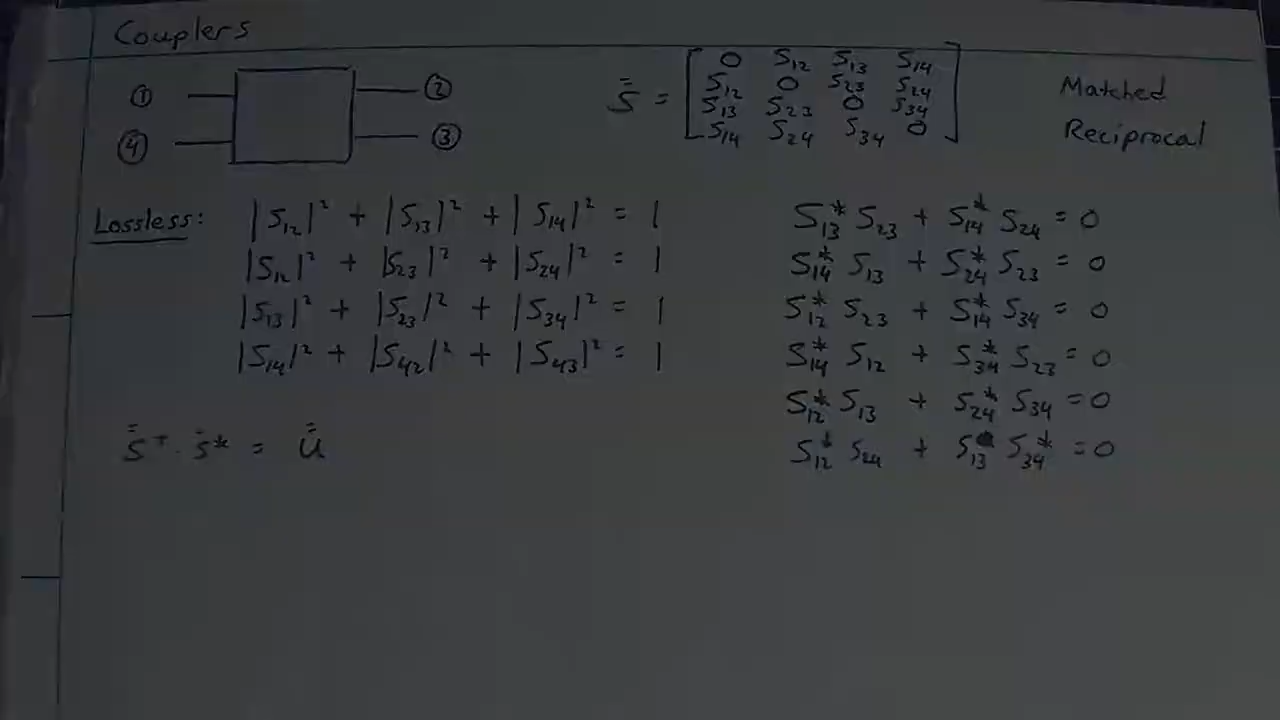 Couplers
① ②
④ ③
S̿ = [ 0 S₁₂ S₁₃ S₁₄
S₁₂ 0 S₂₃ S₂₄
S₁₃ S₂₃ 0 S₃₄
S₁₄ S₂₄ S₃₄ 0 ]
Matched
Reciprocal
Lossless: |S₁₂|² + |S₁₃|² + |S₁₄|² = 1
|S₁₂|² + |S₂₃|² + |S₂₄|² = 1
|S₁₃|² + |S₂₃|² + |S₃₄|² = 1
|S₁₄|² + |S₄₂|² + |S₄₃|² = 1
S₁₃* S₂₃ + S₁₄* S₂₄ = 0
S₁₄* S₁₃ + S₂₄* S₂₃ = 0
S₁₂* S₂₃ + S₁₄* S₃₄ = 0
S₁₄* S₁₂ + S₃₄* S₂₃ = 0
S₁₂* S₁₃ + S₂₄* S₃₄ = 0
S₁₂* S₂₄ + S₁₃ S₃₄* = 0
S̿ᵀ · S̿* = U̿